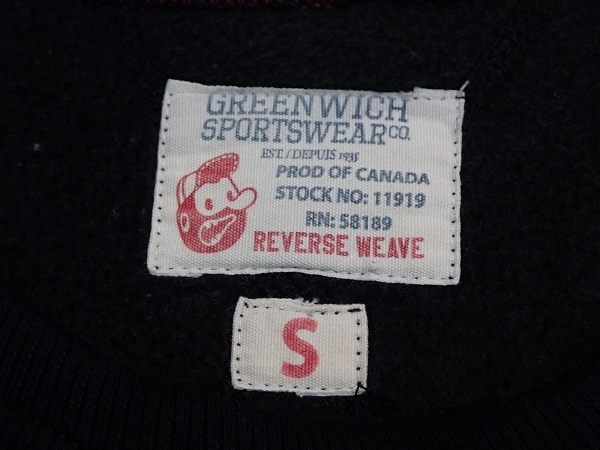 GREENWICH
SPORTSWEAR CO.
EST./DEPUIS 1935
PROD OF CANADA
STOCK NO: 11919
RN: 58189
REVERSE WEAVE
S